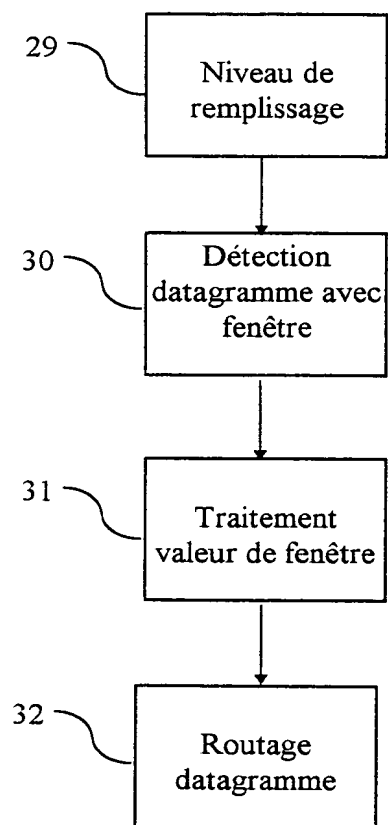 29
Niveau de
remplissage
30
Détection
datagramme avec
fenêtre
31
Traitement
valeur de fenêtre
32
Routage
datagramme